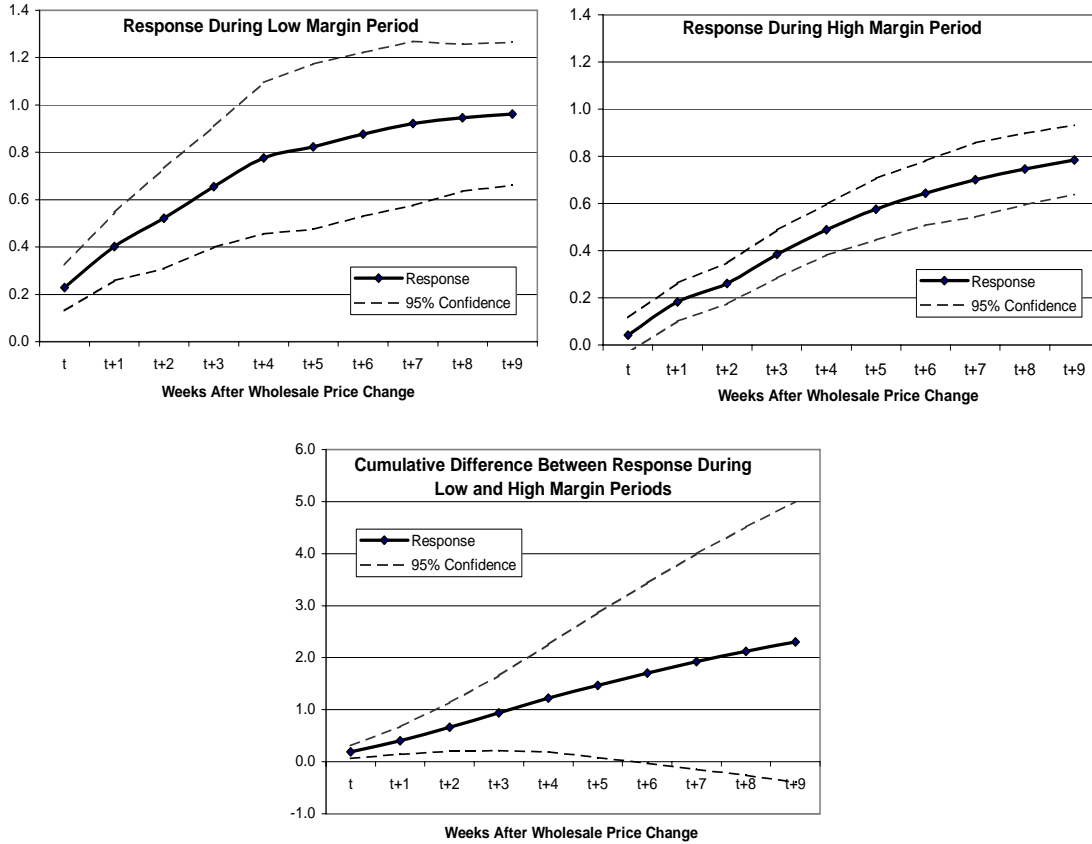 Response During Low Margin Period
1.4
1.2
1.0
0.8
0.6
0.4
0.2
0.0
Response
95% Confidence
t t+1 t+2 t+3 t+4 t+5 t+6 t+7 t+8 t+9
Weeks After Wholesale Price Change
Response During High Margin Period
1.4
1.2
1.0
0.8
0.6
0.4
0.2
0.0
Response
95% Confidence
t t+1 t+2 t+3 t+4 t+5 t+6 t+7 t+8 t+9
Weeks After Wholesale Price Change
Cumulative Difference Between Response During
Low and High Margin Periods
6.0
5.0
4.0
3.0
2.0
1.0
0.0
-1.0
Response
95% Confidence
t t+1 t+2 t+3 t+4 t+5 t+6 t+7 t+8 t+9
Weeks After Wholesale Price Change